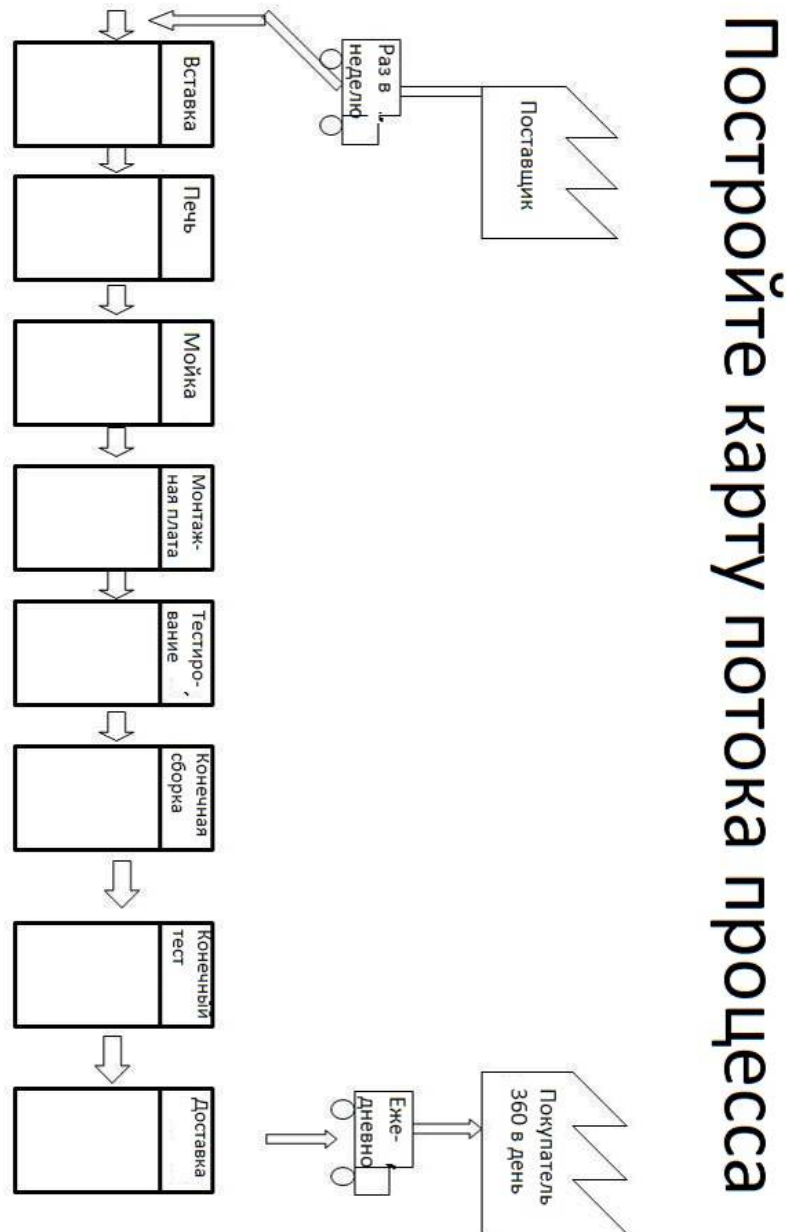 Постройте карту потока процесса
Поставщик
Раз в
неделю
Покупатель
360 в день
Еже-
дневно
Вставка
Печь
Мойка
Монтаж-
ная плата
Тестиро-
вание
Конечная
сборка
Конечный
тест
Доставка